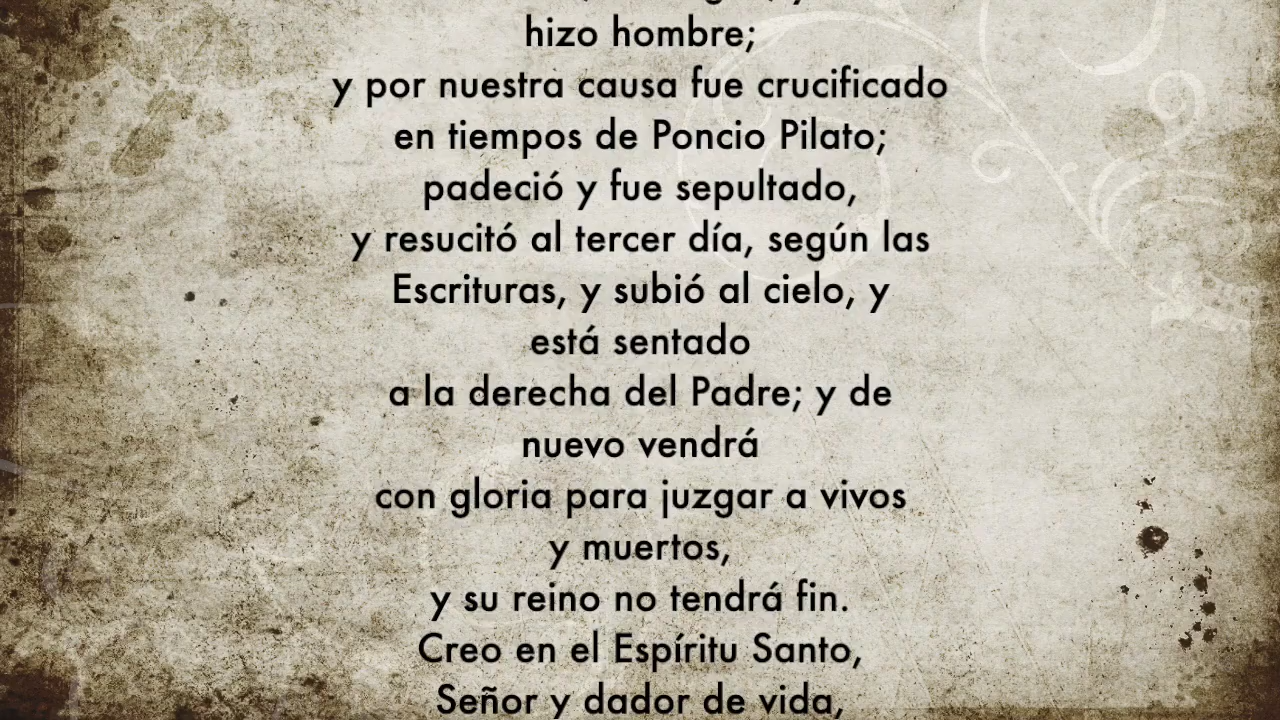 hizo hombre;
y por nuestra causa fue crucificado
en tiempos de Poncio Pilato;
padeció y fue sepultado,
y resucitó al tercer día, según las
Escrituras, y subió al cielo, y
está sentado
a la derecha del Padre; y de
nuevo vendrá
con gloria para juzgar a vivos
y muertos,
y su reino no tendrá fin.
Creo en el Espíritu Santo,
Señor y dador de vida,